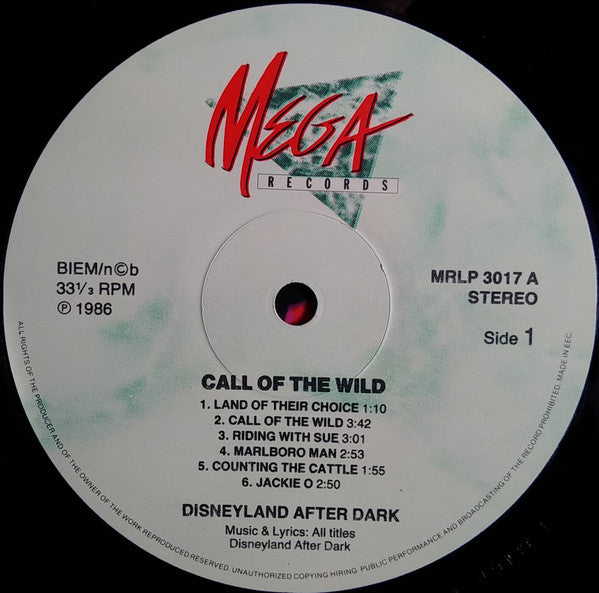 MEGA
RECORDS
BIEM/n©b
33⅓ RPM
℗ 1986
MRLP 3017 A
STEREO
Side 1
CALL OF THE WILD
1. LAND OF THEIR CHOICE 1:10
2. CALL OF THE WILD 3:42
3. RIDING WITH SUE 3:01
4. MARLBORO MAN 2:53
5. COUNTING THE CATTLE 1:55
6. JACKIE O 2:50
DISNEYLAND AFTER DARK
Music & Lyrics: All titles
Disneyland After Dark
ALL RIGHTS OF THE PRODUCER AND OF THE OWNER OF THE WORK REPRODUCED RESERVED. UNAUTHORIZED COPYING HIRING PUBLIC PERFORMANCE AND BROADCASTING OF THE RECORD PROHIBITED. MADE IN EEC